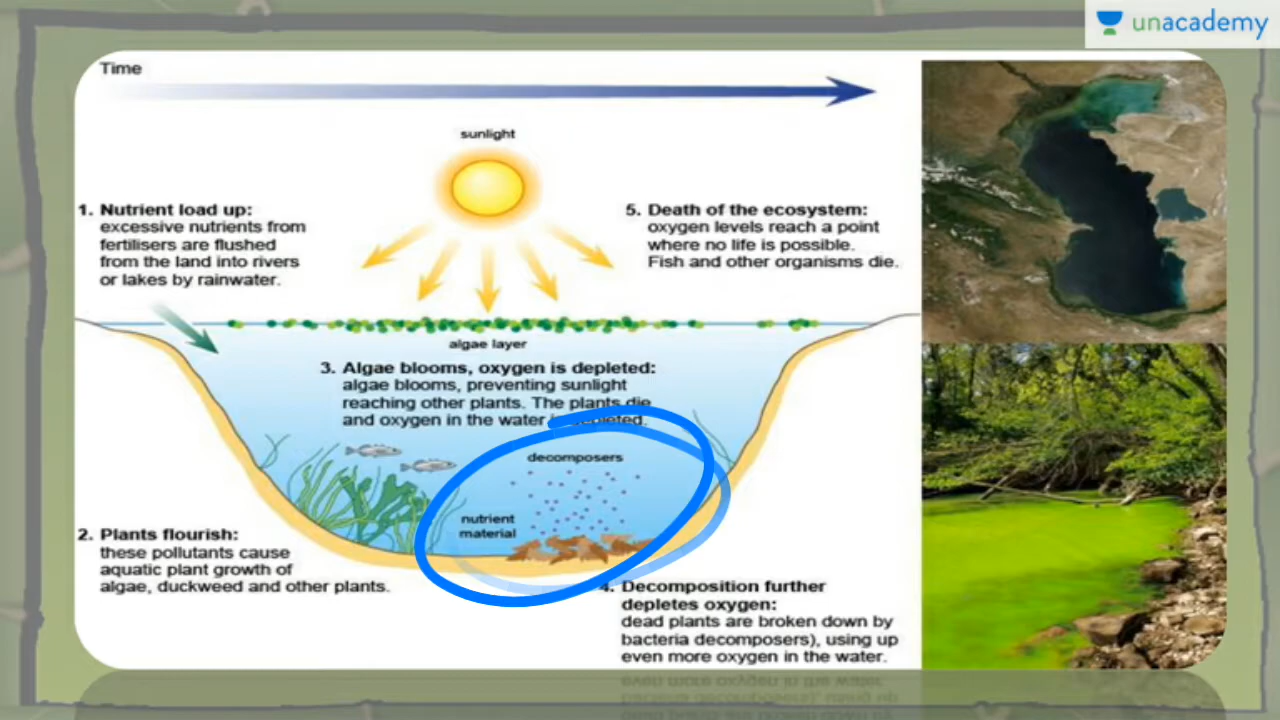 unacademy
Time
sunlight
1. Nutrient load up:
excessive nutrients from
fertilisers are flushed
from the land into rivers
or lakes by rainwater.
5. Death of the ecosystem:
oxygen levels reach a point
where no life is possible.
Fish and other organisms die.
algae layer
3. Algae blooms, oxygen is depleted:
algae blooms, preventing sunlight
reaching other plants. The plants die
and oxygen in the water is depleted.
decomposers
nutrient
material
2. Plants flourish:
these pollutants cause
aquatic plant growth of
algae, duckweed and other plants.
4. Decomposition further
depletes oxygen:
dead plants are broken down by
bacteria decomposers), using up
even more oxygen in the water.